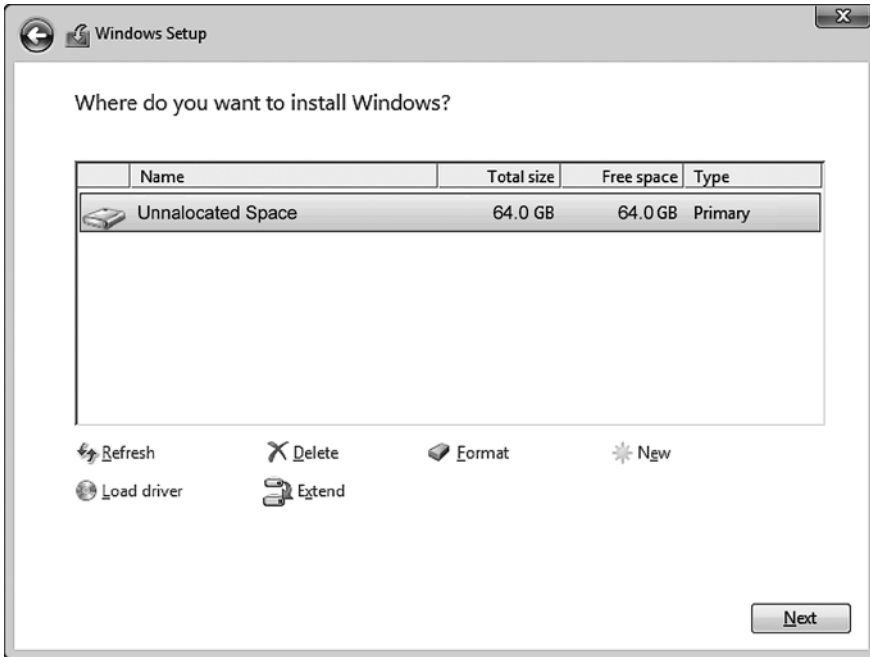 Windows Setup
Where do you want to install Windows?
Name Total size Free space Type
Unnalocated Space 64.0 GB 64.0 GB Primary
Refresh Delete Format New
Load driver Extend
Next